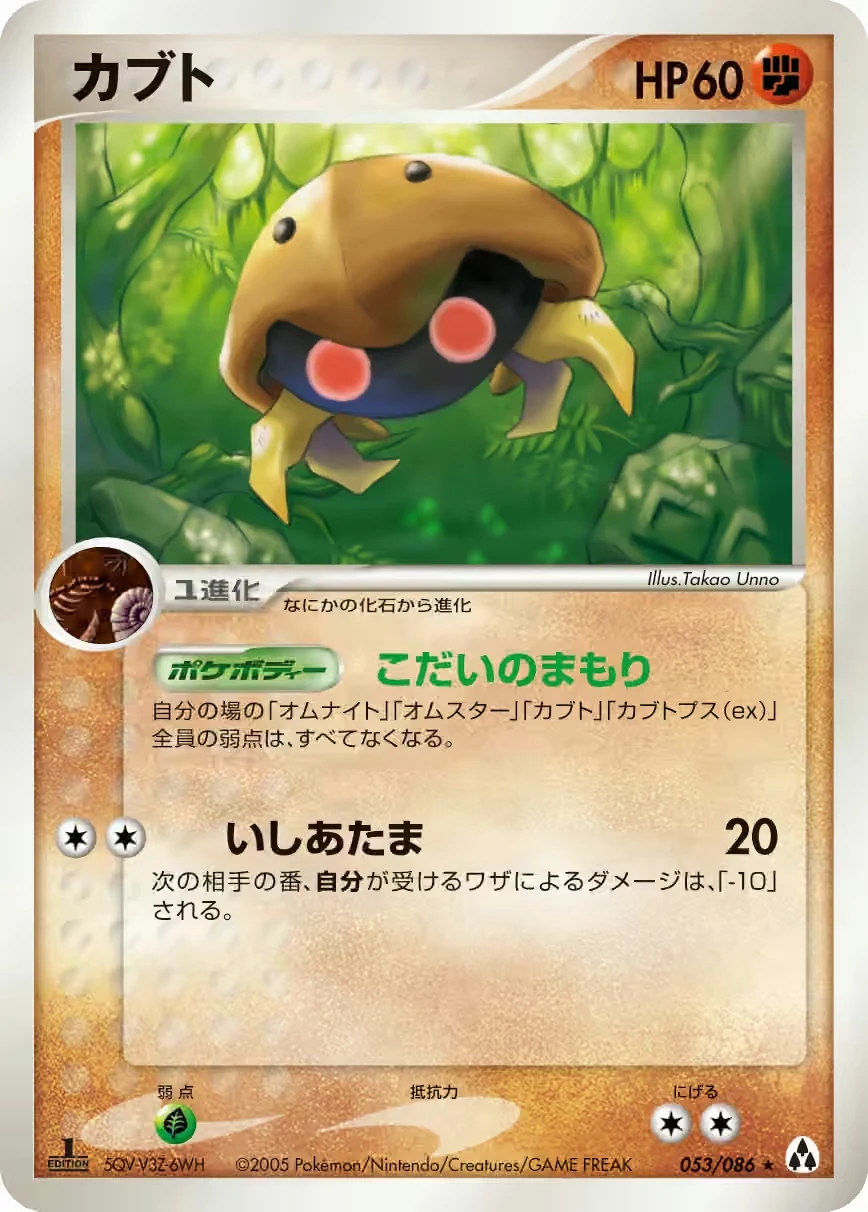 カブト
HP60
Illus.Takao Unno
1進化
なにかの化石から進化
ポケボディー こだいのまもり
自分の場の「オムナイト」「オムスター」「カブト」「カブトプス(ex)」
全員の弱点は、すべてなくなる。
いしあたま 20
次の相手の番、自分が受けるワザによるダメージは、「-10」
される。
弱点 抵抗力 にげる
1 EDITION 5QV-V3Z-6WH ©2005 Pokémon/Nintendo/Creatures/GAME FREAK 053/086 ★